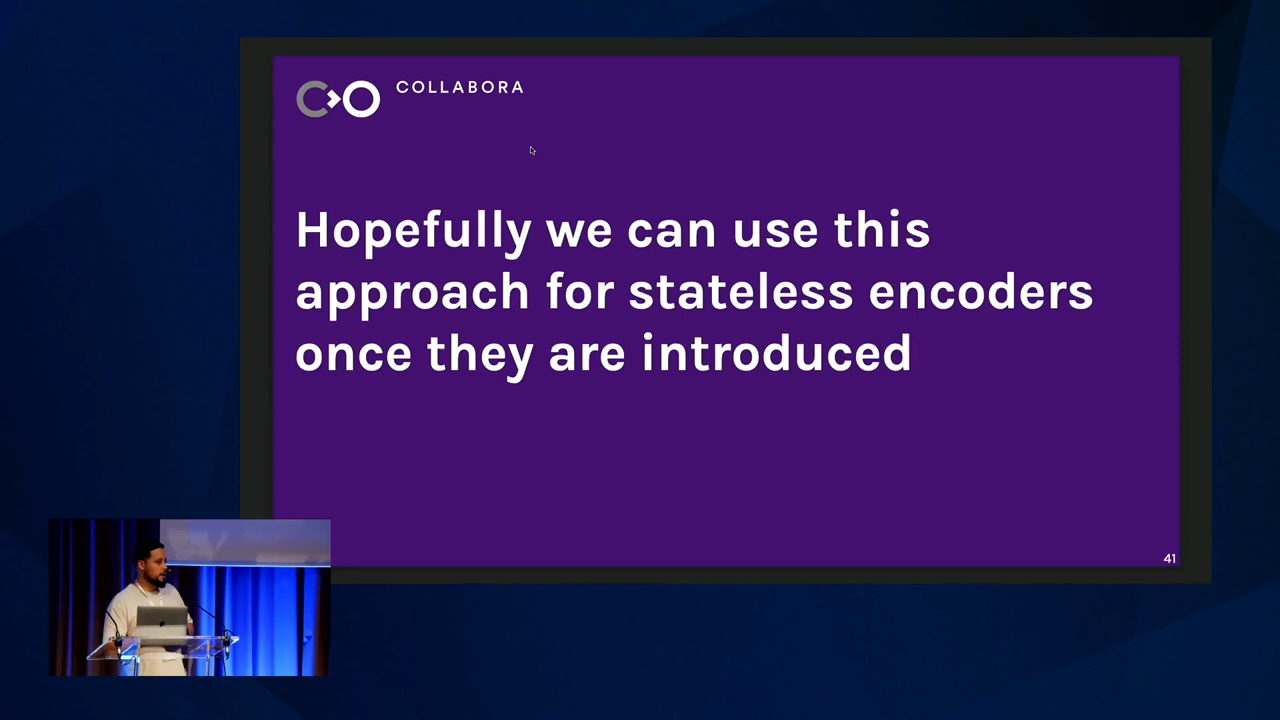 COLLABORA
Hopefully we can use this
approach for stateless encoders
once they are introduced
41